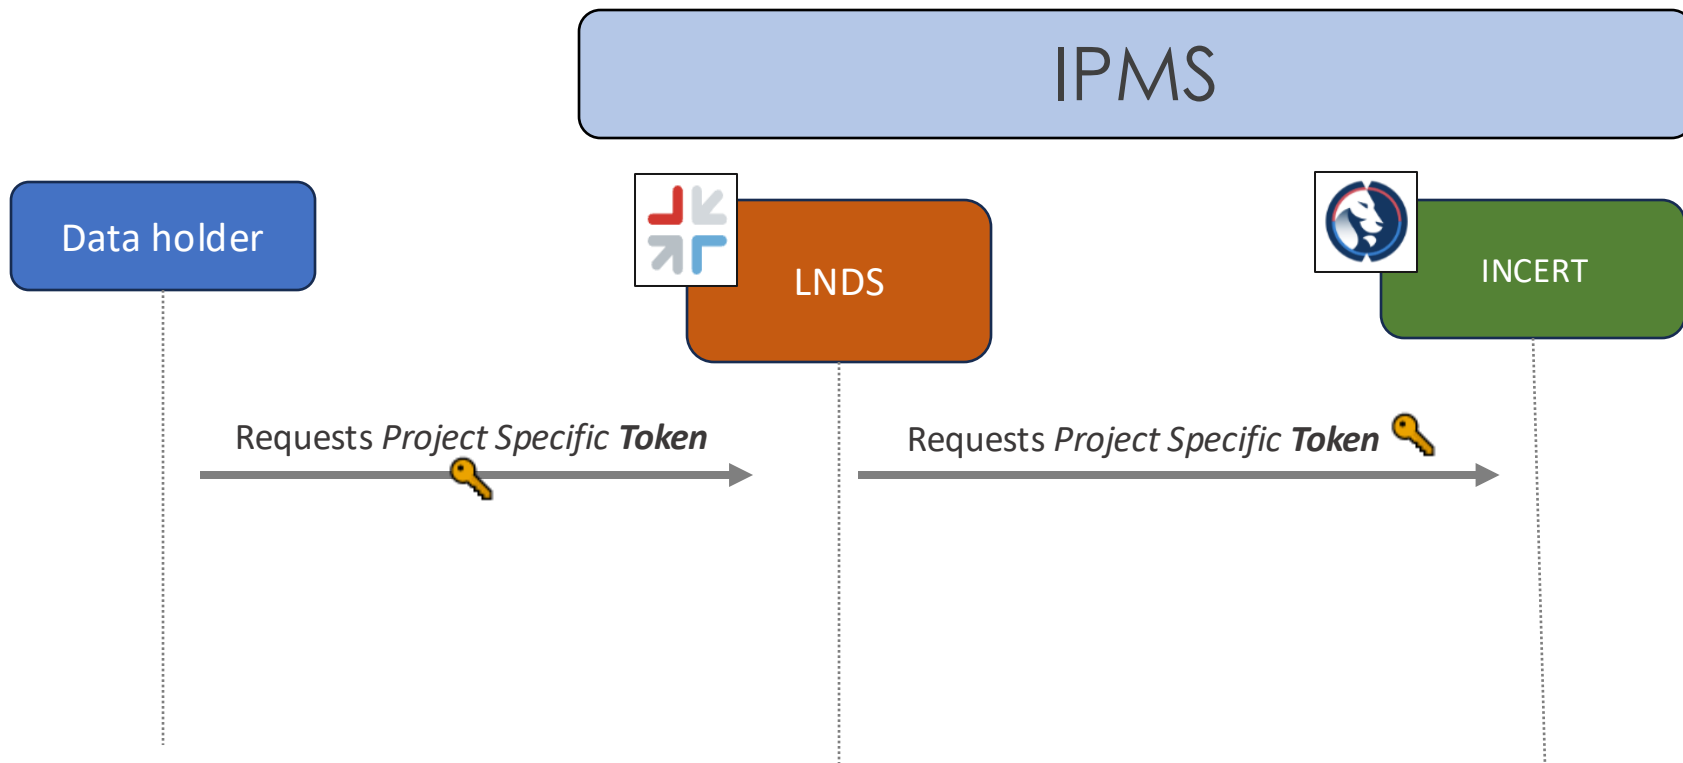 IPMS
Data holder
LNDS
INCERT
Requests Project Specific Token
Requests Project Specific Token